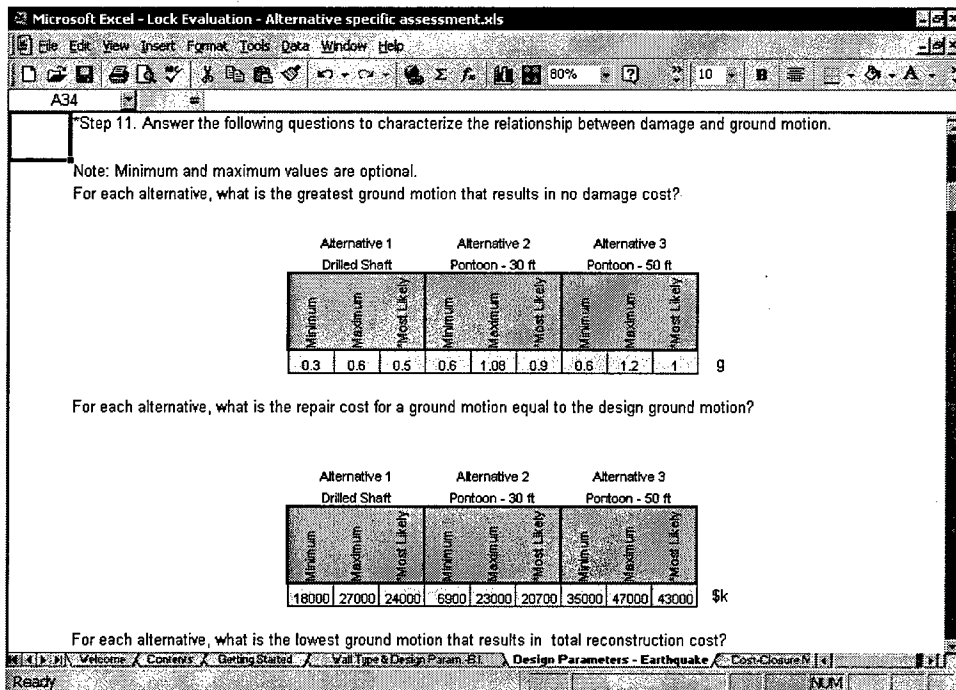 Microsoft Excel - Lock Evaluation - Alternative specific assessment.xls
File Edit View Insert Format Tools Data Window Help
80% 10 B A
A34 =
*Step 11. Answer the following questions to characterize the relationship between damage and ground motion.
Note: Minimum and maximum values are optional.
For each alternative, what is the greatest ground motion that results in no damage cost?
Alternative 1 Alternative 2 Alternative 3
Drilled Shaft Pontoon - 30 ft Pontoon - 50 ft
Minimum Maximum *Most Likely Minimum Maximum *Most Likely Minimum Maximum *Most Likely
0.3 0.6 0.5 0.6 1.08 0.9 0.6 1.2 1 g
For each alternative, what is the repair cost for a ground motion equal to the design ground motion?
Alternative 1 Alternative 2 Alternative 3
Drilled Shaft Pontoon - 30 ft Pontoon - 50 ft
Minimum Maximum *Most Likely Minimum Maximum *Most Likely Minimum Maximum *Most Likely
18000 27000 24000 6900 23000 20700 35000 47000 43000 $k
For each alternative, what is the lowest ground motion that results in total reconstruction cost?
Welcome Contents Getting Started Wall Type & Design Param.-B.I. Design Parameters - Earthquake Cost-Closure M
Ready NUM